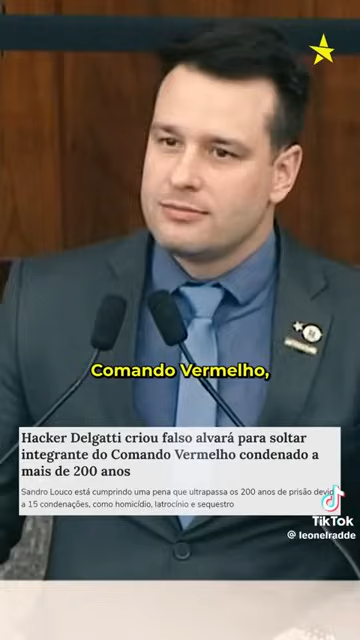 Comando Vermelho,
Hacker Delgatti criou falso alvará para soltar
integrante do Comando Vermelho condenado a
mais de 200 anos
Sandro Louco está cumprindo uma pena que ultrapassa os 200 anos de prisão devid
a 15 condenações, como homicídio, latrocínio e sequestro
TikTok
@ leonelradde